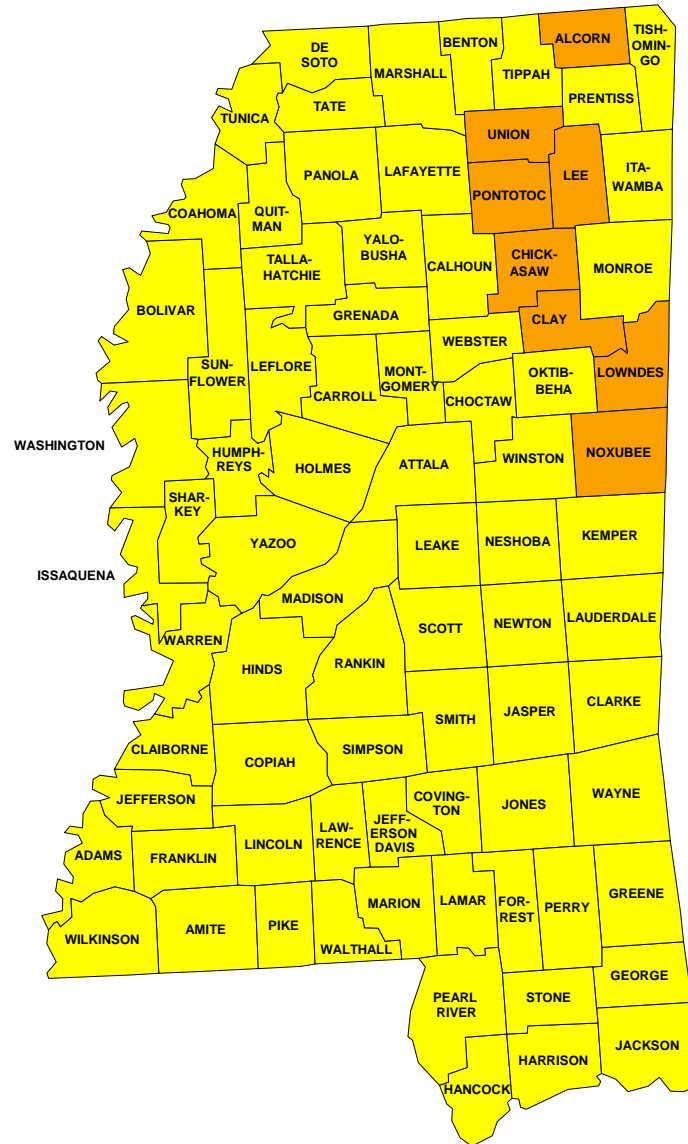 DE
SOTO
BENTON
ALCORN
TISH-
OMIN-
GO
MARSHALL
TIPPAH
TUNICA
TATE
PRENTISS
UNION
PANOLA
LAFAYETTE
LEE
ITA-
WAMBA
PONTOTOC
COAHOMA
QUIT-
MAN
YALO-
BUSHA
TALLA-
HATCHIE
CALHOUN
CHICK-
ASAW
MONROE
BOLIVAR
GRENADA
CLAY
WEBSTER
SUN-
FLOWER
LEFLORE
MONT-
GOMERY
CARROLL
CHOCTAW
OKTIB-
BEHA
LOWNDES
WASHINGTON
HUMPH-
REYS
HOLMES
ATTALA
WINSTON
NOXUBEE
SHAR-
KEY
YAZOO
LEAKE
NESHOBA
KEMPER
ISSAQUENA
MADISON
WARREN
SCOTT
NEWTON
LAUDERDALE
HINDS
RANKIN
SMITH
JASPER
CLARKE
CLAIBORNE
COPIAH
SIMPSON
JEFFERSON
COVING-
TON
JONES
WAYNE
ADAMS
FRANKLIN
LINCOLN
LAW-
RENCE
JEFF-
ERSON
DAVIS
MARION
LAMAR
FOR-
REST
PERRY
GREENE
WILKINSON
AMITE
PIKE
WALTHALL
GEORGE
PEARL
RIVER
STONE
JACKSON
HARRISON
HANCOCK